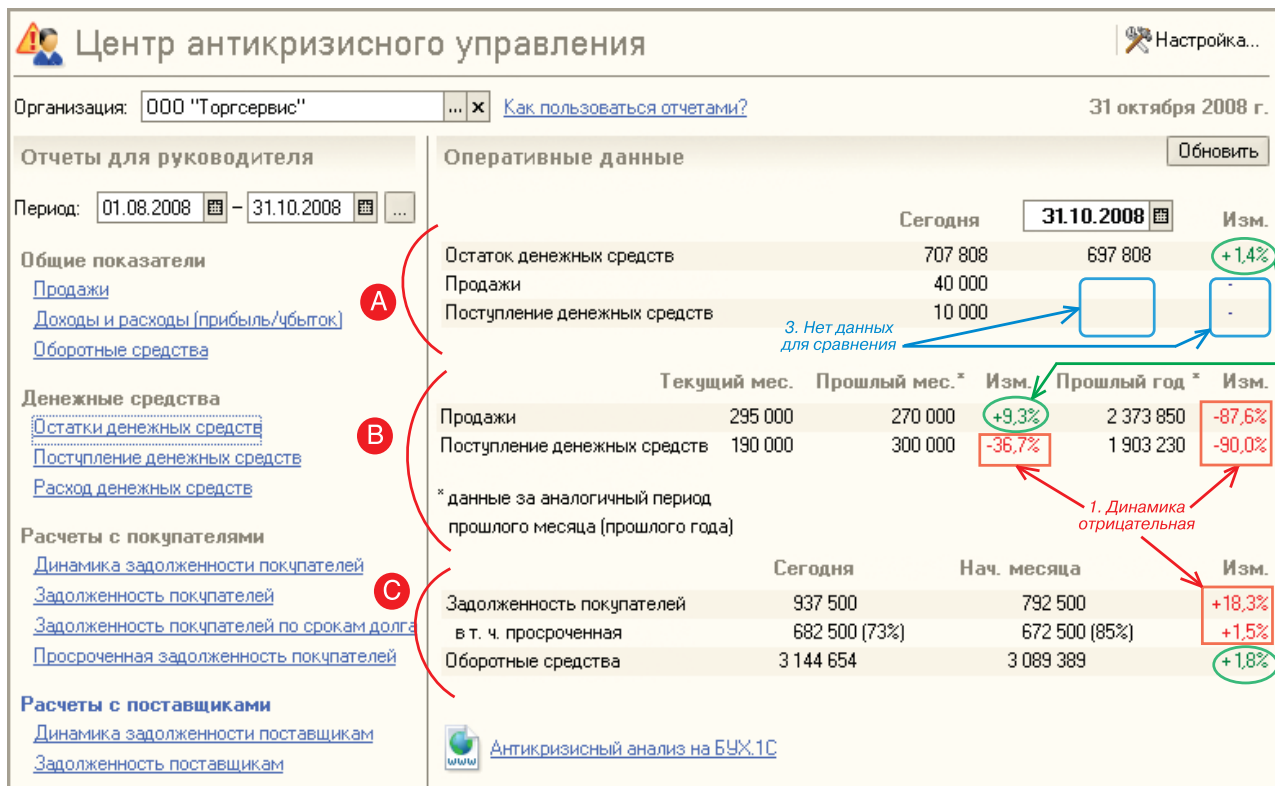 Центр антикризисного управления
Настройка...
Организация: ООО "Торгсервис" ... × Как пользоваться отчетами? 31 октября 2008 г.
Отчеты для руководителя
Период: 01.08.2008 – 31.10.2008 ...
Общие показатели
Продажи
Доходы и расходы (прибыль/убыток)
Оборотные средства
Денежные средства
Остатки денежных средств
Поступление денежных средств
Расход денежных средств
Расчеты с покупателями
Динамика задолженности покупателей
Задолженность покупателей
Задолженность покупателей по срокам долга
Просроченная задолженность покупателей
Расчеты с поставщиками
Динамика задолженности поставщикам
Задолженность поставщикам
Оперативные данные
Обновить
Сегодня 31.10.2008 Изм.
A
Остаток денежных средств 707 808 697 808 +1,4%
Продажи 40 000 -
Поступление денежных средств 10 000 -
3. Нет данных
для сравнения
B
Текущий мес. Прошлый мес.* Изм. Прошлый год * Изм.
Продажи 295 000 270 000 +9,3% 2 373 850 -87,6%
Поступление денежных средств 190 000 300 000 -36,7% 1 903 230 -90,0%
* данные за аналогичный период
прошлого месяца (прошлого года)
1. Динамика
отрицательная
C
Сегодня Нач. месяца Изм.
Задолженность покупателей 937 500 792 500 +18,3%
в т. ч. просроченная 682 500 (73%) 672 500 (85%) +1,5%
Оборотные средства 3 144 654 3 089 389 +1,8%
www
Антикризисный анализ на БУХ.1С